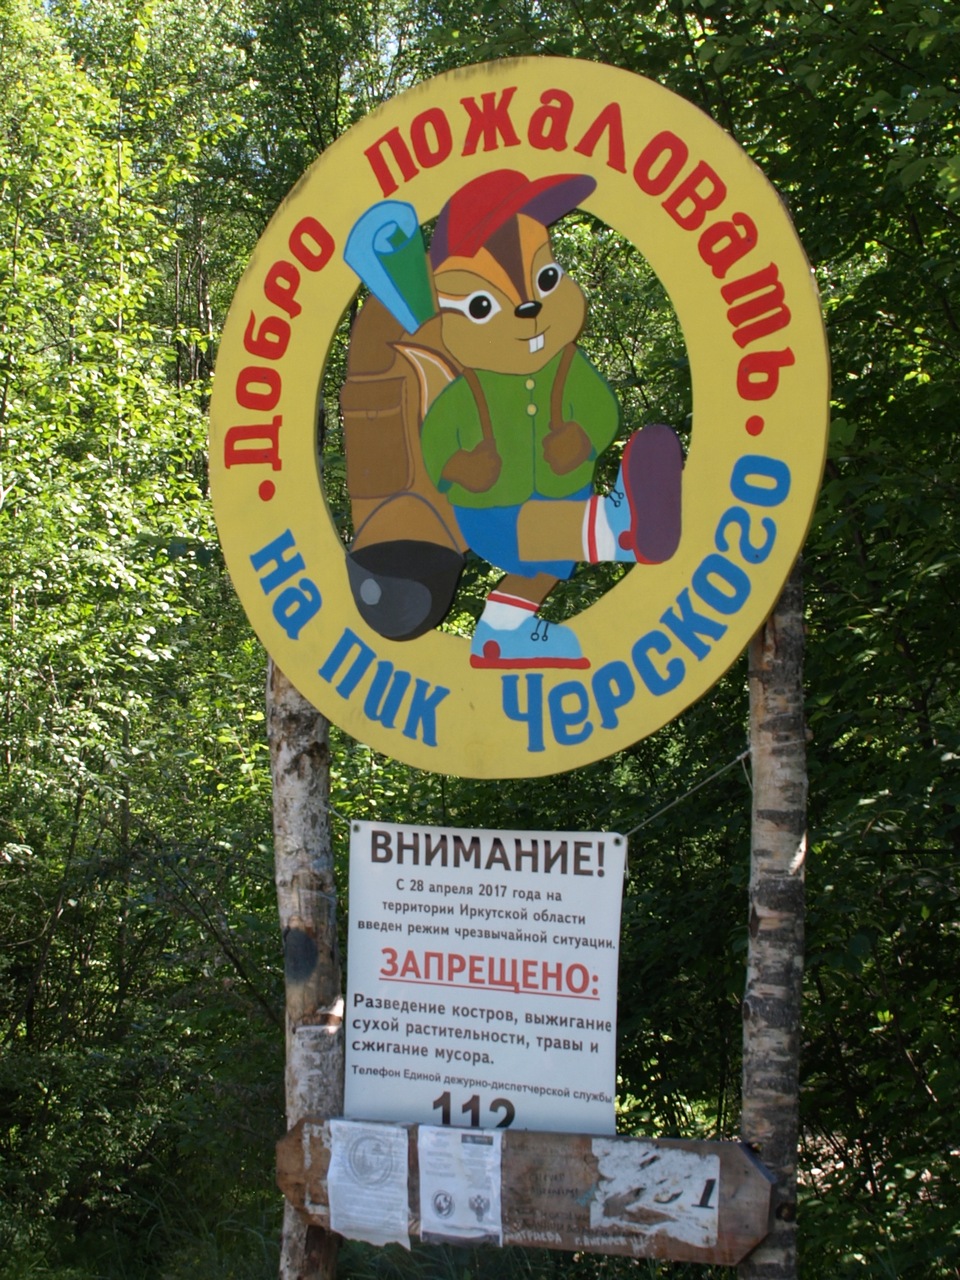 · Добро пожаловать ·
на пик Черского
ВНИМАНИЕ!
С 28 апреля 2017 года на
территории Иркутской области
введен режим чрезвычайной ситуации.
ЗАПРЕЩЕНО:
Разведение костров, выжигание
сухой растительности, травы и
сжигание мусора.
Телефон Единой дежурно-диспетчерской службы
112